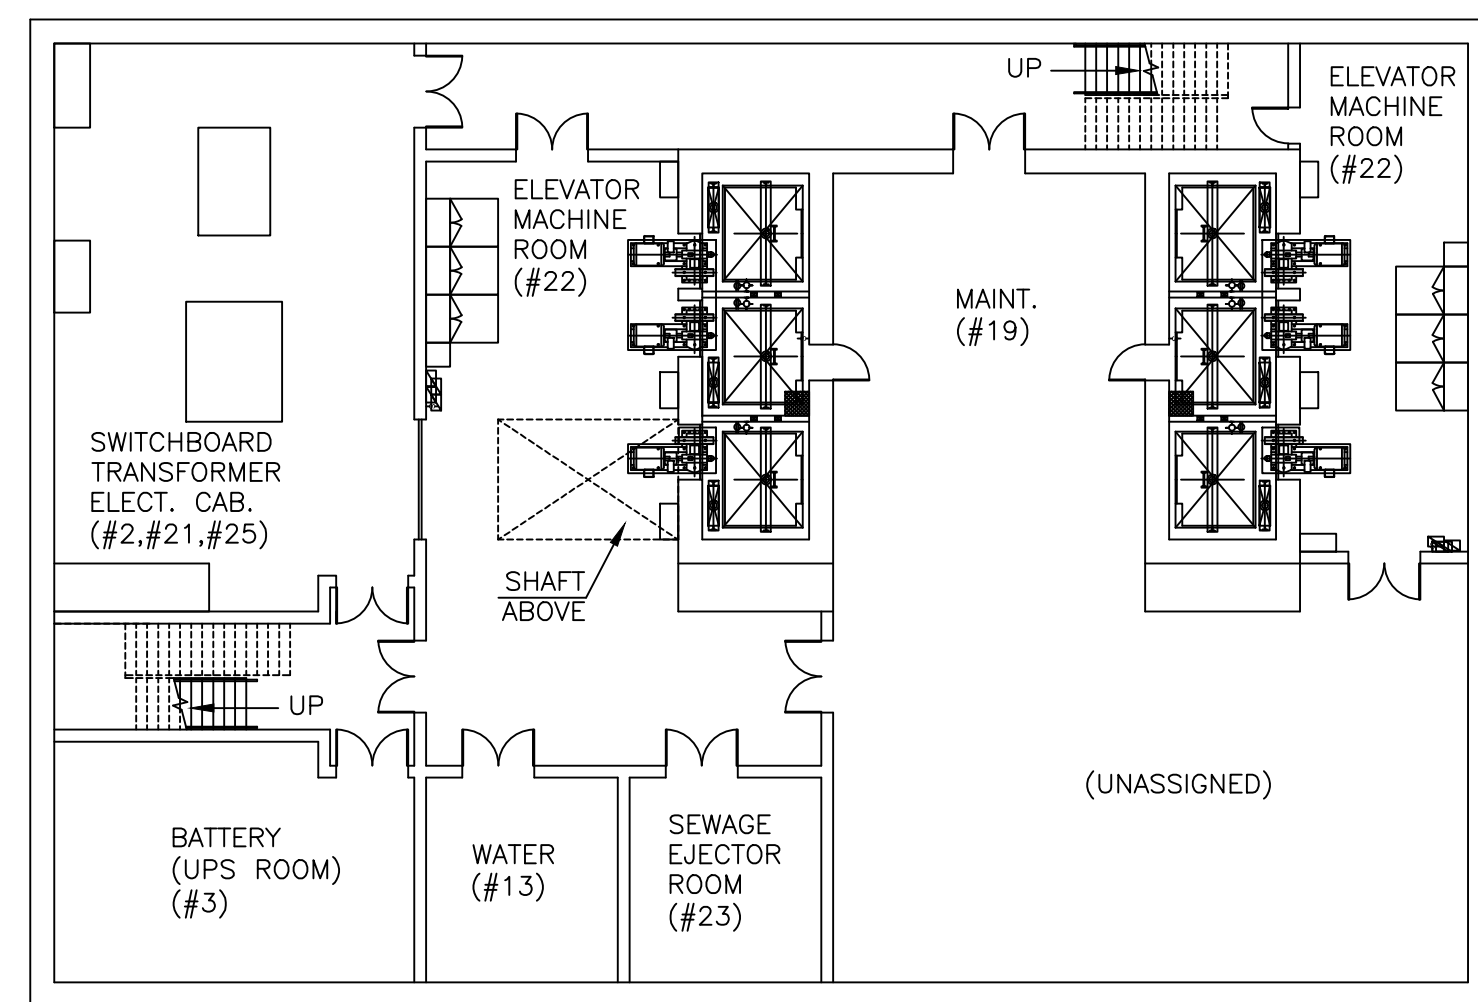 UP
ELEVATOR
MACHINE
ROOM
(#22)
ELEVATOR
MACHINE
ROOM
(#22)
MAINT.
(#19)
SWITCHBOARD
TRANSFORMER
ELECT. CAB.
(#2,#21,#25)
SHAFT
ABOVE
UP
(UNASSIGNED)
BATTERY
(UPS ROOM)
(#3)
WATER
(#13)
SEWAGE
EJECTOR
ROOM
(#23)